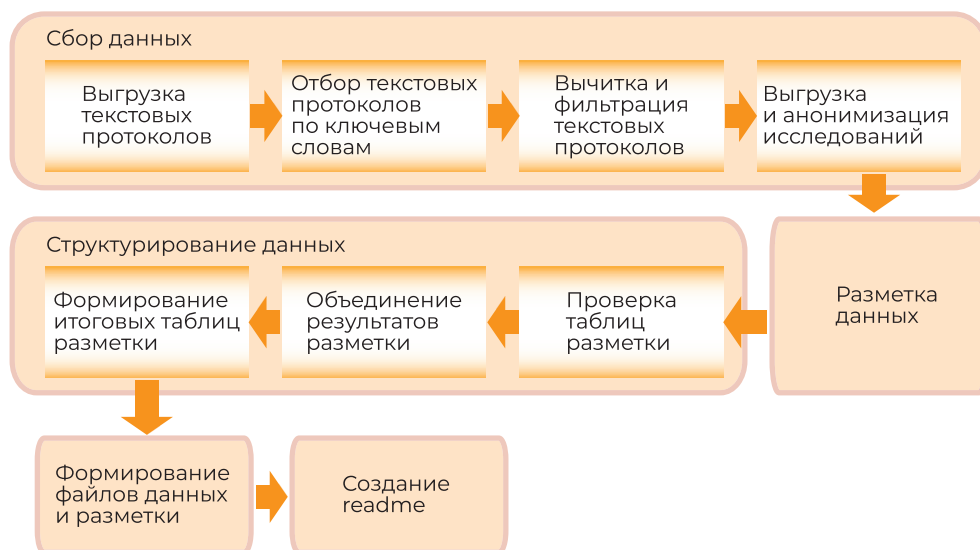 Сбор данных
Выгрузка
текстовых
протоколов
Отбор текстовых
протоколов
по ключевым
словам
Вычитка и
фильтрация
текстовых
протоколов
Выгрузка
и анонимизация
исследований
Структурирование данных
Формирование
итоговых таблиц
разметки
Объединение
результатов
разметки
Проверка
таблиц
разметки
Разметка
данных
Формирование
файлов данных
и разметки
Создание
readme